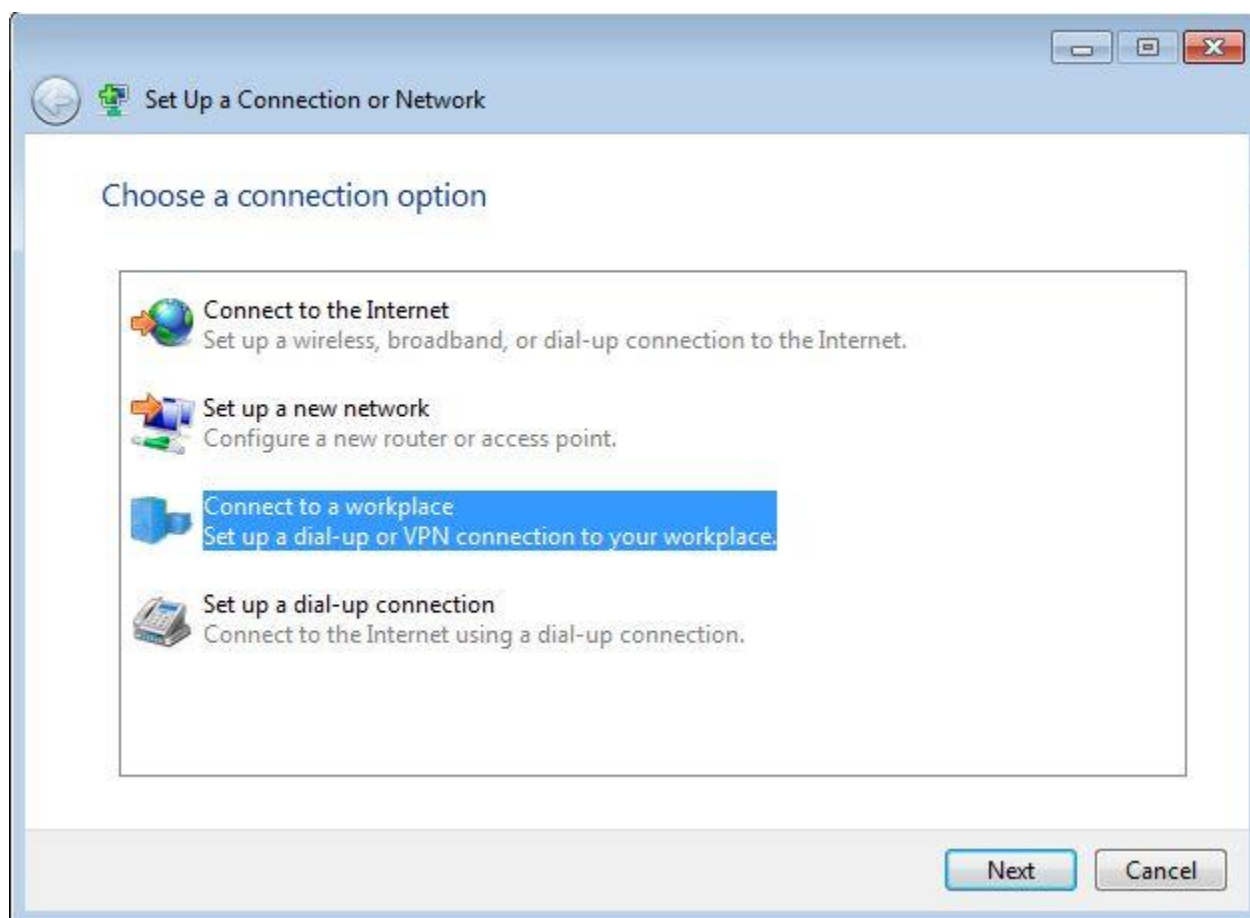 Set Up a Connection or Network
Choose a connection option
Connect to the Internet
Set up a wireless, broadband, or dial-up connection to the Internet.
Set up a new network
Configure a new router or access point.
Connect to a workplace
Set up a dial-up or VPN connection to your workplace.
Set up a dial-up connection
Connect to the Internet using a dial-up connection.
Next
Cancel